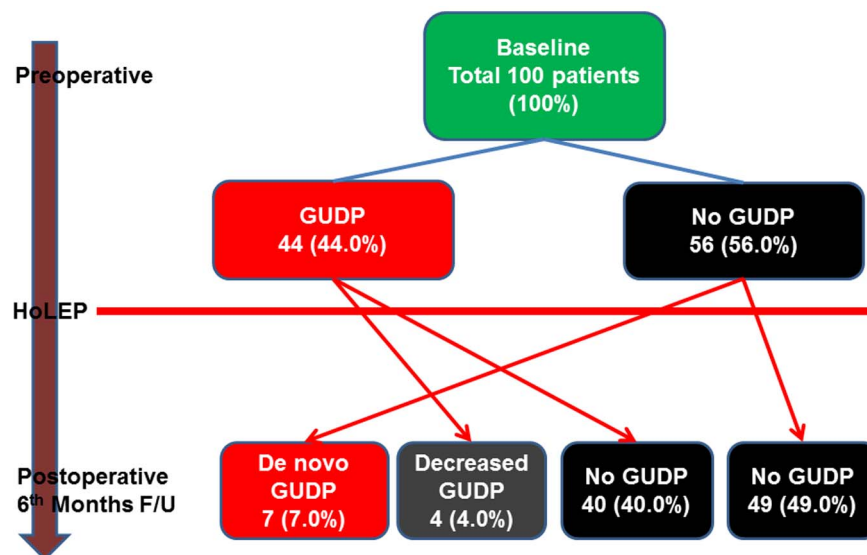 Preoperative
Baseline
Total 100 patients
(100%)
GUDP
44 (44.0%)
No GUDP
56 (56.0%)
HoLEP
Postoperative
6th Months F/U
De novo
GUDP
7 (7.0%)
Decreased
GUDP
4 (4.0%)
No GUDP
40 (40.0%)
No GUDP
49 (49.0%)